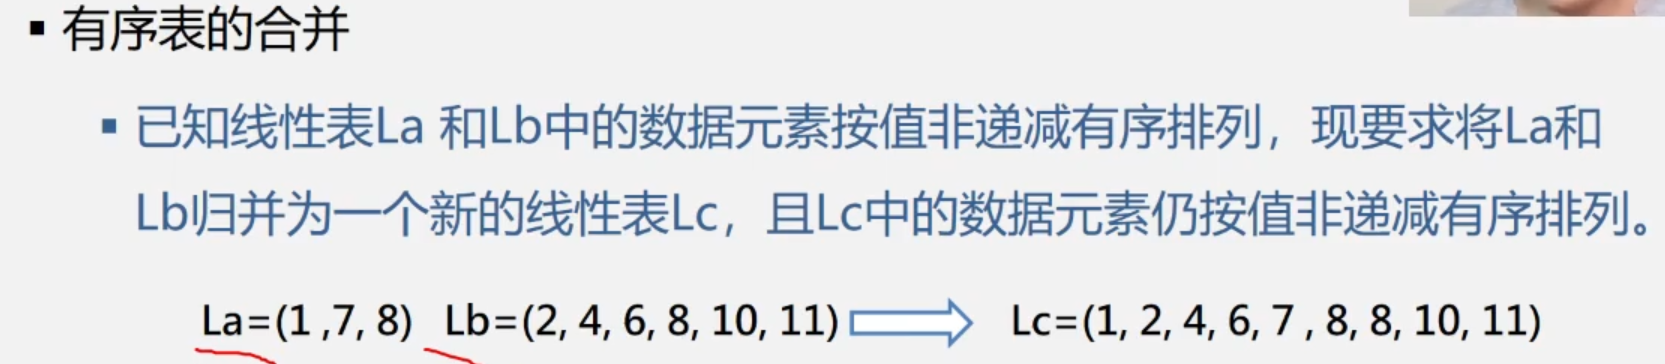 ▪ 有序表的合并
▪ 已知线性表La 和Lb中的数据元素按值非递减有序排列，现要求将La和
Lb归并为一个新的线性表Lc，且Lc中的数据元素仍按值非递减有序排列。
La=(1 ,7, 8) Lb=(2, 4, 6, 8, 10, 11) Lc=(1, 2, 4, 6, 7 , 8, 8, 10, 11)